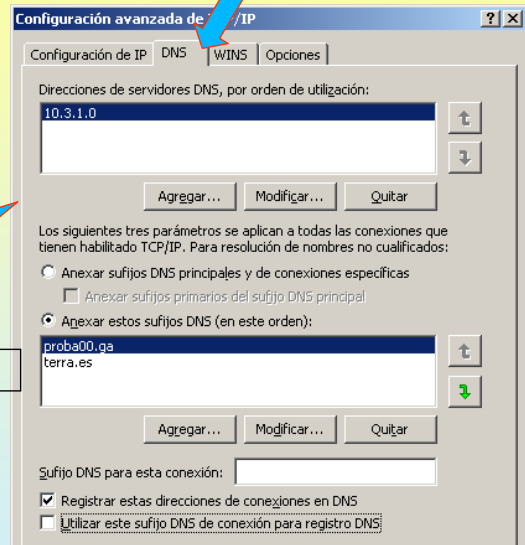 Configuración avanzada de TCP/IP
Configuración de IP DNS WINS Opciones
Direcciones de servidores DNS, por orden de utilización:
10.3.1.0
Agregar... Modificar... Quitar
Los siguientes tres parámetros se aplican a todas las conexiones que
tienen habilitado TCP/IP. Para resolución de nombres no cualificados:
Anexar sufijos DNS principales y de conexiones específicas
Anexar sufijos primarios del sufijo DNS principal
Anexar estos sufijos DNS (en este orden):
proba00.ga
terra.es
Agregar... Modificar... Quitar
Sufijo DNS para esta conexión:
Registrar estas direcciones de conexiones en DNS
Utilizar este sufijo DNS de conexión para registro DNS